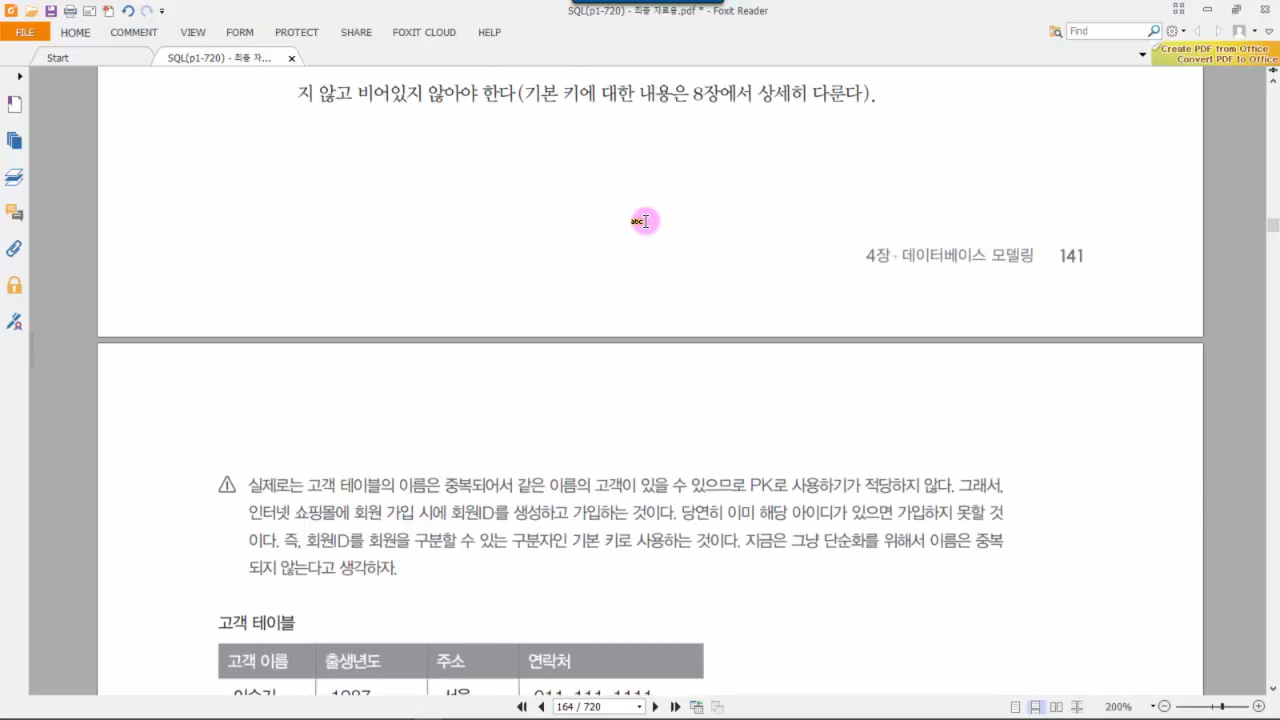 SQL(p1-720) - 최종 자료용.pdf * - Foxit Reader
FILE HOME COMMENT VIEW FORM PROTECT SHARE FOXIT CLOUD HELP Find
Start SQL(p1-720) - 최종 자... Create PDF from Office
Convert PDF to Office
지 않고 비어있지 않아야 한다(기본 키에 대한 내용은 8장에서 상세히 다룬다).
abc
4장 · 데이터베이스 모델링 141
실제로는 고객 테이블의 이름은 중복되어서 같은 이름의 고객이 있을 수 있으므로 PK로 사용하기가 적당하지 않다. 그래서,
인터넷 쇼핑몰에 회원 가입 시에 회원ID를 생성하고 가입하는 것이다. 당연히 이미 해당 아이디가 있으면 가입하지 못할 것
이다. 즉, 회원ID를 회원을 구분할 수 있는 구분자인 기본 키로 사용하는 것이다. 지금은 그냥 단순화를 위해서 이름은 중복
되지 않는다고 생각하자.
고객 테이블
고객 이름 출생년도 주소 연락처
164 / 720 200%